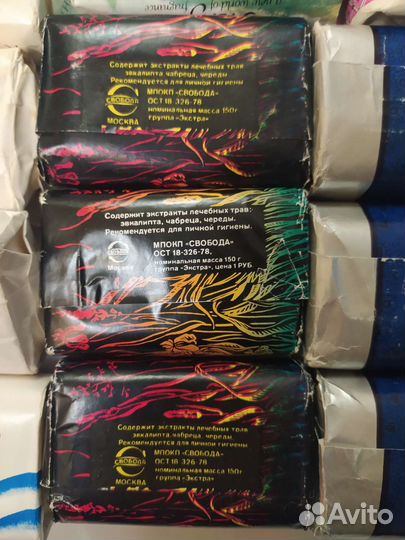 a new world of fragrance
Содержит экстракты лечебных трав
эвкалипта, чабреца, череды
Рекомендуется для личной гигиены
МПОКП «СВОБОДА»
ОСТ 18-326-78
номинальная масса 150г
группа «Экстра»
СВОБОДА
МОСКВА
Содержит экстракты лечебных трав:
эвкалипта, чабреца, череды.
Рекомендуется для личной гигиены.
МПОКП «СВОБОДА»
ОСТ 18-326-78,
номинальная масса 150 г
группа «Экстра», цена 1 РУБ
СВОБОДА
Москва
Содержит экстракты лечебных трав
эвкалипта, чабреца, череды
Рекомендуется для личной гигиены
МПОКП «СВОБОДА»
ОСТ 18-326-78
номинальная масса 150г
группа «Экстра»
СВОБОДА
МОСКВА
Avito